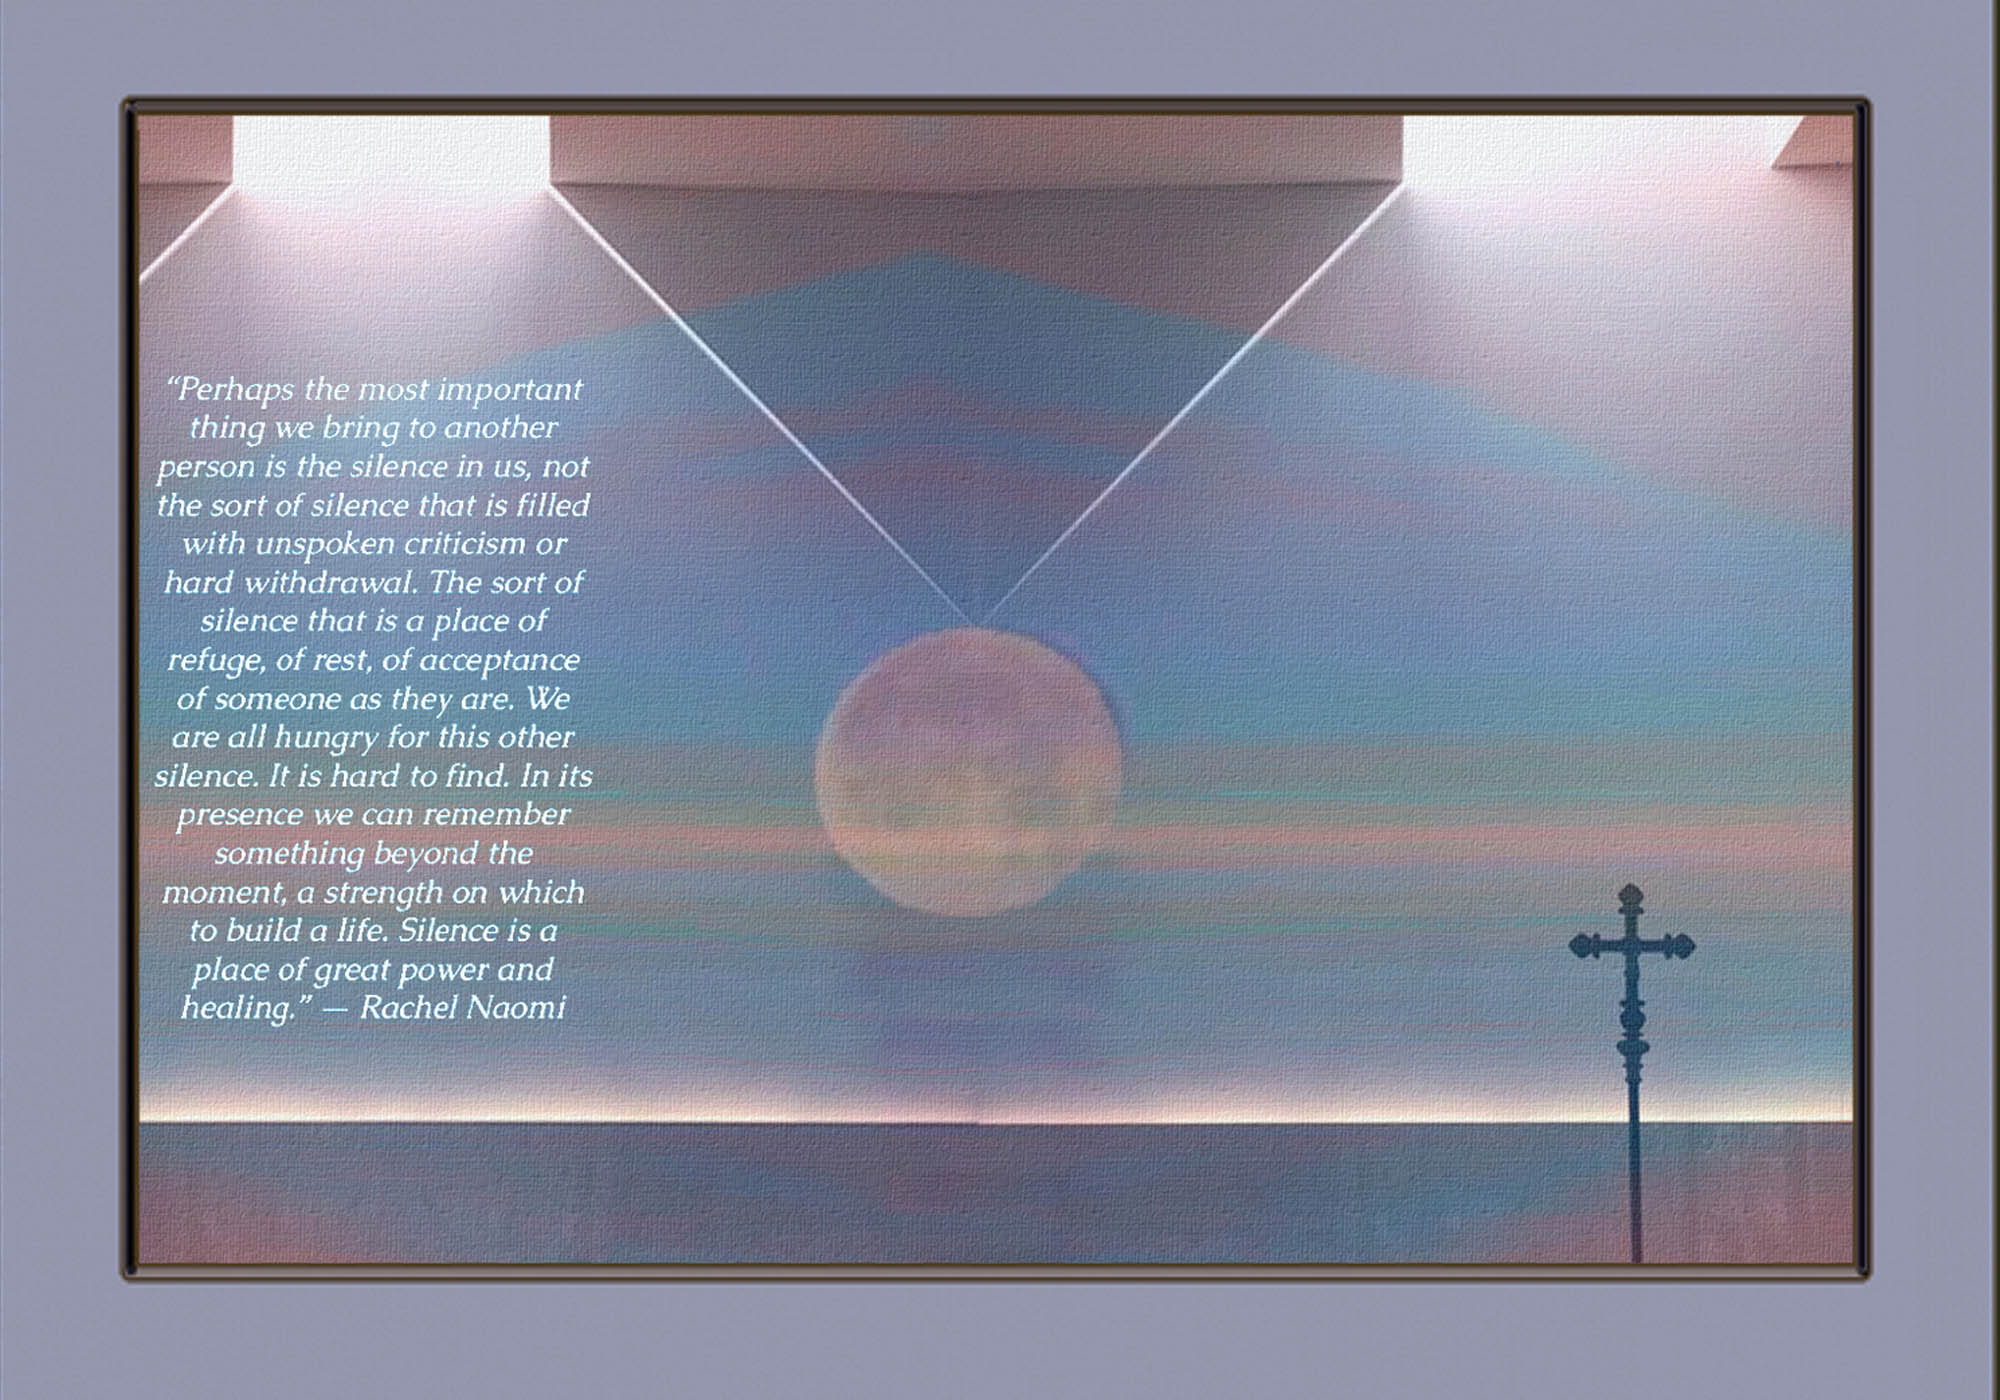 “Perhaps the most important
thing we bring to another
person is the silence in us, not
the sort of silence that is filled
with unspoken criticism or
hard withdrawal. The sort of
silence that is a place of
refuge, of rest, of acceptance
of someone as they are. We
are all hungry for this other
silence. It is hard to find. In its
presence we can remember
something beyond the
moment, a strength on which
to build a life. Silence is a
place of great power and
healing.” — Rachel Naomi